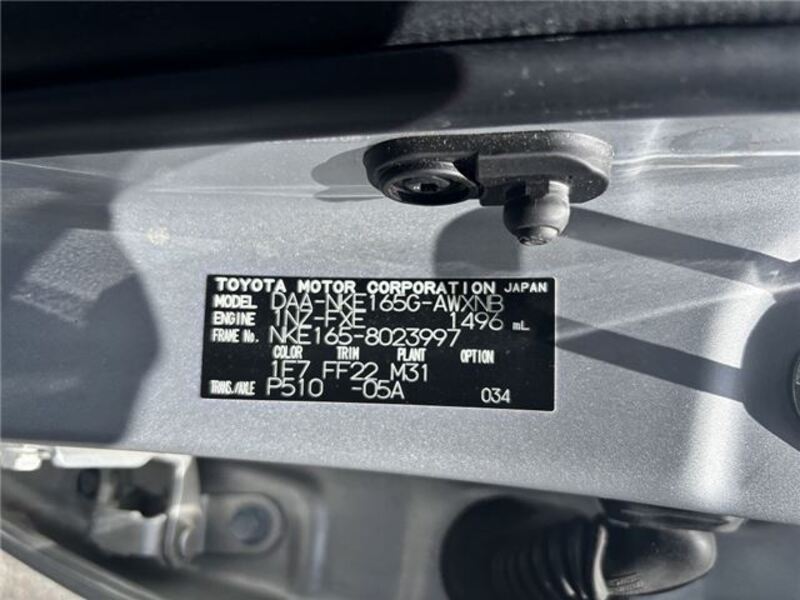 TOYOTA MOTOR CORPORATION JAPAN
MODEL DAA-NKE165G-AWXNB
ENGINE 1NZ-FXE 1496 mL
FRAME No. NKE165-8023997
COLOR TRIM PLANT OPTION
1F7 FF22 M31
TRANS./AXLE P510 -05A 034